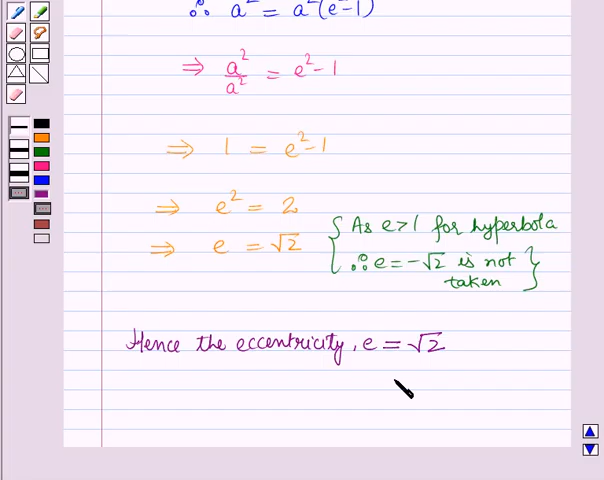 ∴ a² = a²(e²-1)
⇒ a²/a² = e²-1
⇒ 1 = e²-1
⇒ e² = 2
⇒ e = √2 { As e>1 for hyperbola
∴ e = -√2 is not
taken }
Hence the eccentricity, e = √2